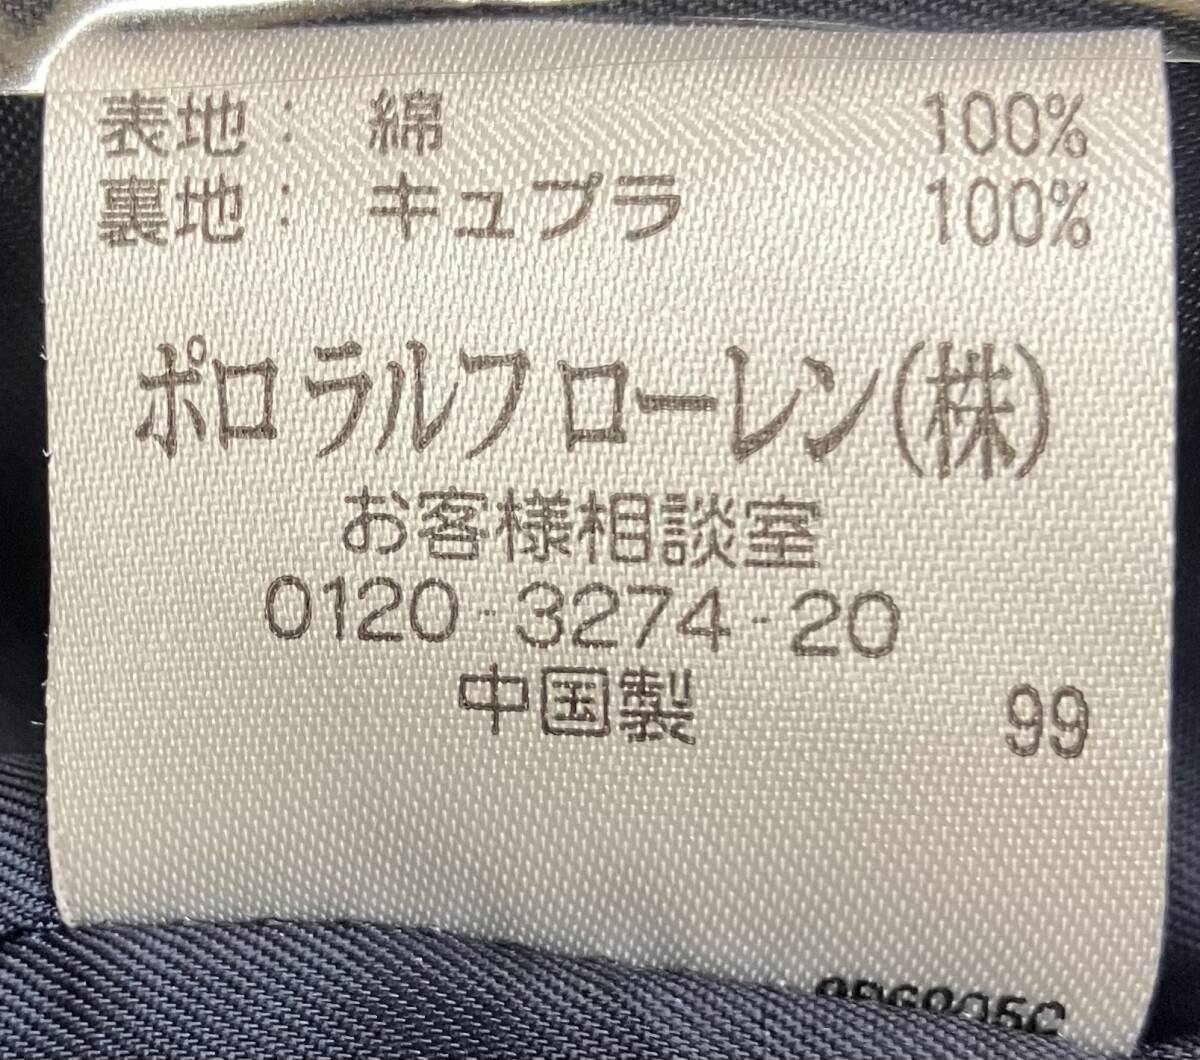 表地： 綿 100%
裏地： キュプラ 100%
ポロ ラルフ ローレン(株)
お客様相談室
0120-3274-20
中国製 99